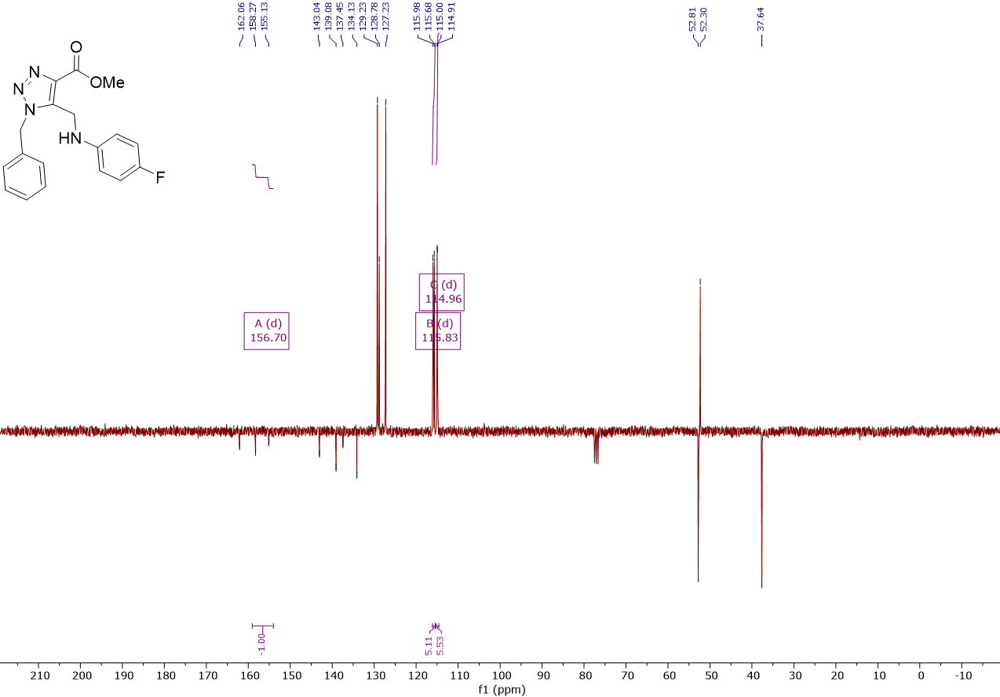 162.06
158.27
155.13
143.04
139.08
137.45
134.13
129.23
128.78
127.23
115.98
115.68
115.00
114.91
52.81
52.30
37.64
O
OMe
N
N
N
HN
F
C (d)
114.96
A (d)
156.70
B (d)
115.83
-1.00
5.11
5.53
210 200 190 180 170 160 150 140 130 120 110 100 90 80 70 60 50 40 30 20 10 0 -10
f1 (ppm)